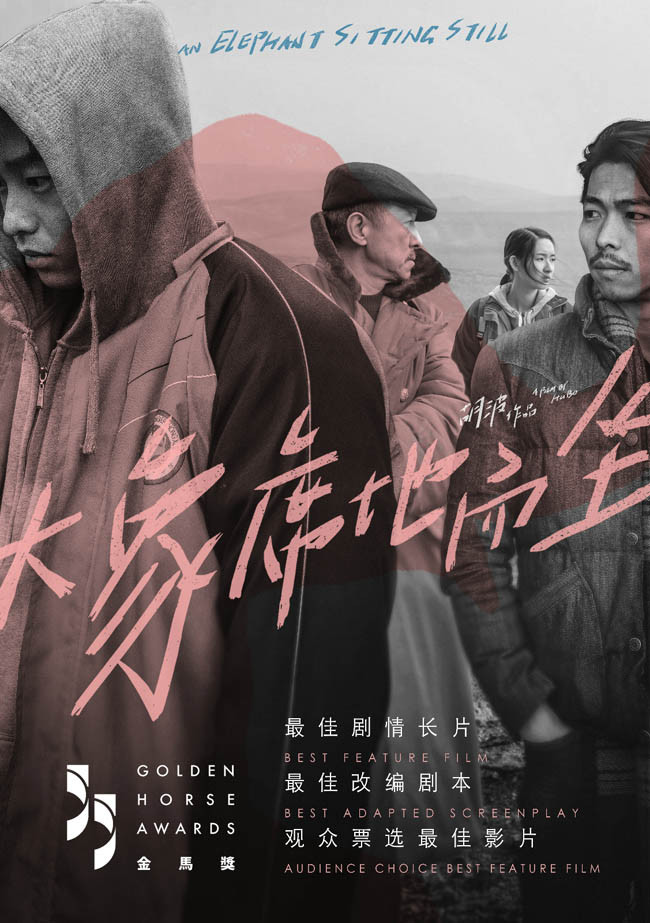 AN ELEPHANT SITTING STILL
胡波作品
A FILM BY
HU BO
大象席地而坐
最佳剧情长片
BEST FEATURE FILM
最佳改编剧本
BEST ADAPTED SCREENPLAY
观众票选最佳影片
AUDIENCE CHOICE BEST FEATURE FILM
GOLDEN
HORSE
AWARDS
金馬獎